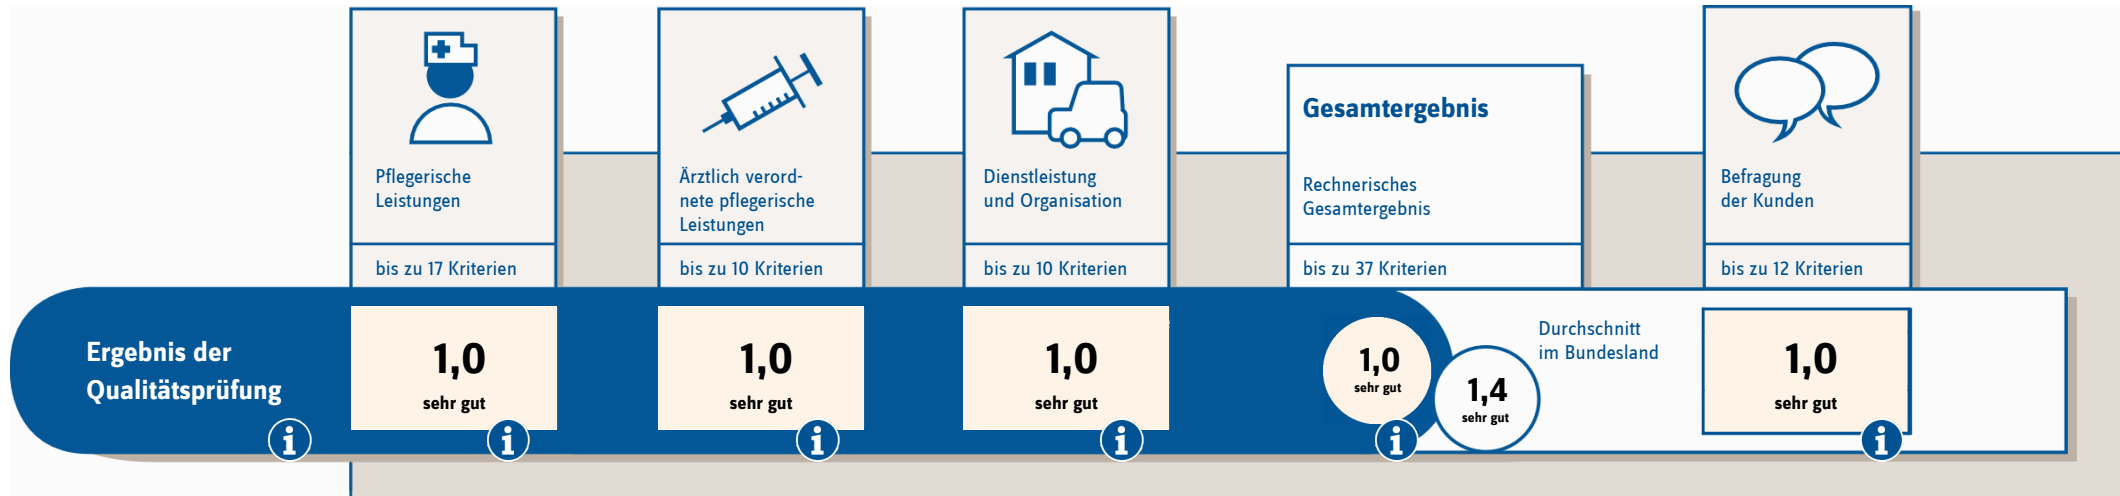 Pflegerische
Leistungen
bis zu 17 Kriterien
Ärztlich verord-
nete pflegerische
Leistungen
bis zu 10 Kriterien
Dienstleistung
und Organisation
bis zu 10 Kriterien
Gesamtergebnis
Rechnerisches
Gesamtergebnis
bis zu 37 Kriterien
Befragung
der Kunden
bis zu 12 Kriterien
Ergebnis der
Qualitätsprüfung
i
1,0
sehr gut
i
1,0
sehr gut
i
1,0
sehr gut
i
1,0
sehr gut
i
1,4
sehr gut
Durchschnitt
im Bundesland
1,0
sehr gut
i